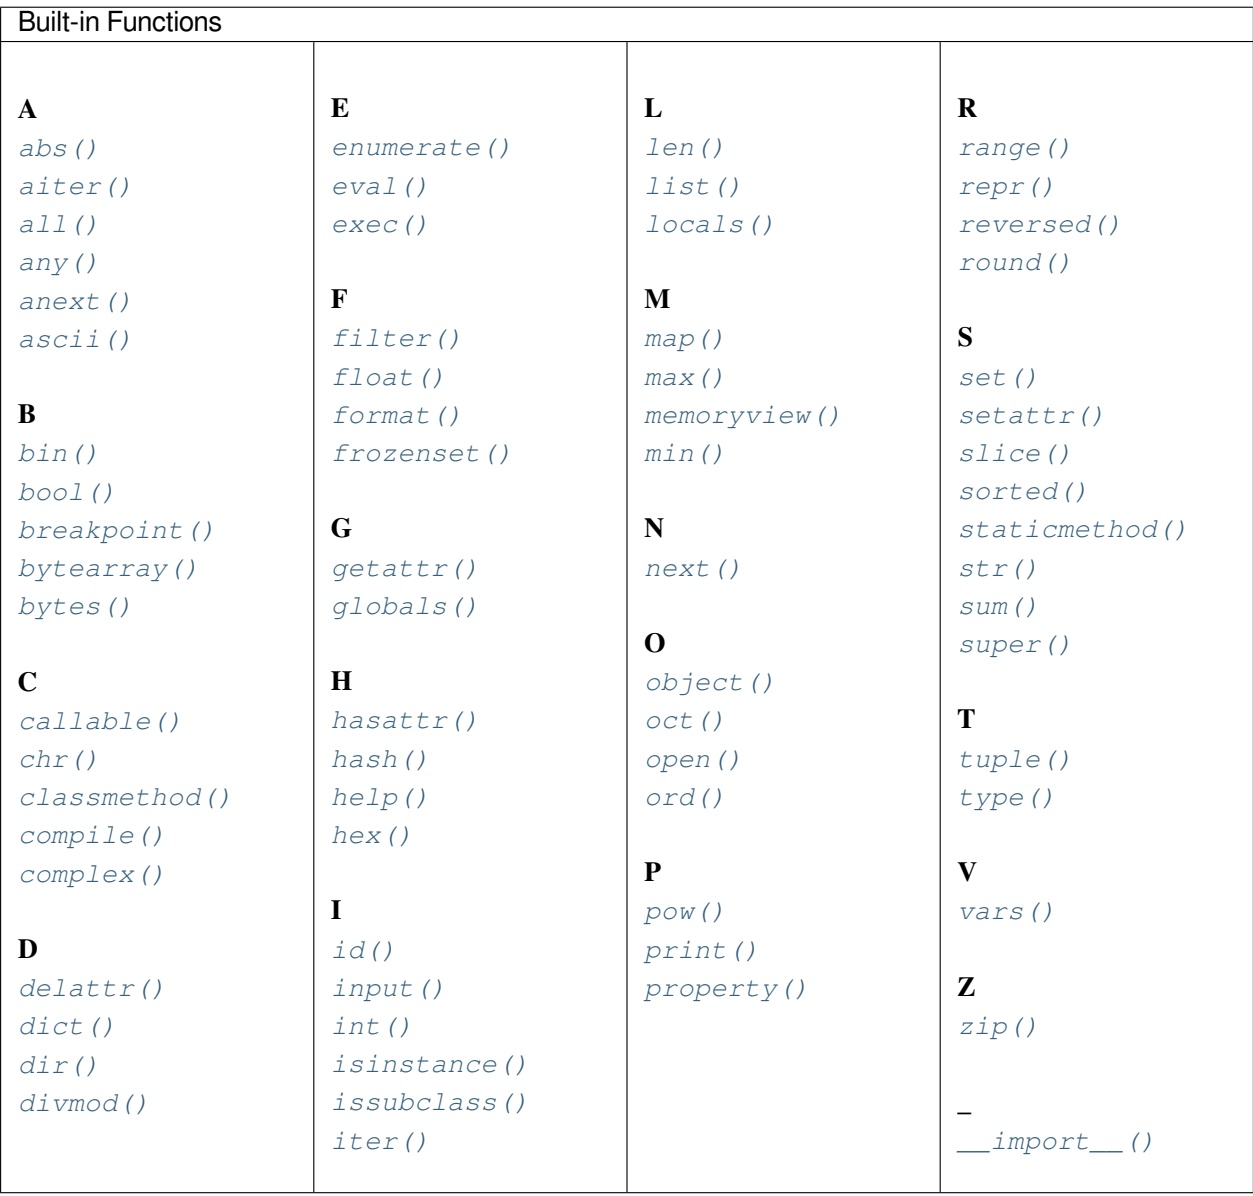 Built-in Functions
A
abs()
aiter()
all()
any()
anext()
ascii()
B
bin()
bool()
breakpoint()
bytearray()
bytes()
C
callable()
chr()
classmethod()
compile()
complex()
D
delattr()
dict()
dir()
divmod()
E
enumerate()
eval()
exec()
F
filter()
float()
format()
frozenset()
G
getattr()
globals()
H
hasattr()
hash()
help()
hex()
I
id()
input()
int()
isinstance()
issubclass()
iter()
L
len()
list()
locals()
M
map()
max()
memoryview()
min()
N
next()
O
object()
oct()
open()
ord()
P
pow()
print()
property()
R
range()
repr()
reversed()
round()
S
set()
setattr()
slice()
sorted()
staticmethod()
str()
sum()
super()
T
tuple()
type()
V
vars()
Z
zip()
_
__import__()